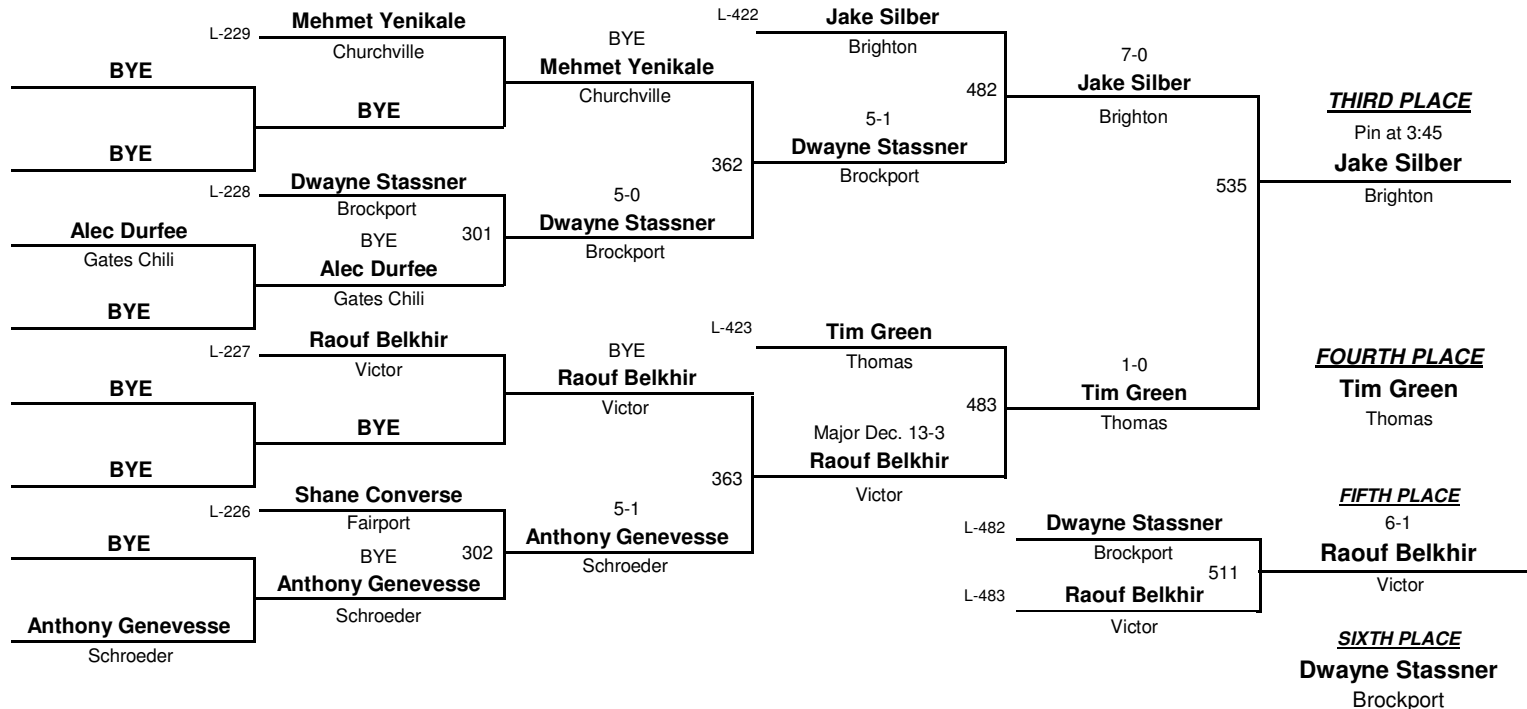 L-229
Mehmet Yenikale
Churchville
BYE
BYE
BYE
BYE
Mehmet Yenikale
Churchville
L-228
Dwayne Stassner
Brockport
Alec Durfee
Gates Chili
BYE
BYE
Alec Durfee
Gates Chili
301
5-0
Dwayne Stassner
Brockport
362
L-422
Jake Silber
Brighton
5-1
Dwayne Stassner
Brockport
482
7-0
Jake Silber
Brighton
L-227
Raouf Belkhir
Victor
BYE
BYE
BYE
BYE
Raouf Belkhir
Victor
L-226
Shane Converse
Fairport
BYE
Anthony Genevesse
Schroeder
BYE
Anthony Genevesse
Schroeder
302
5-1
Anthony Genevesse
Schroeder
363
L-423
Tim Green
Thomas
Major Dec. 13-3
Raouf Belkhir
Victor
483
1-0
Tim Green
Thomas
535
THIRD PLACE
Pin at 3:45
Jake Silber
Brighton
FOURTH PLACE
Tim Green
Thomas
L-482
Dwayne Stassner
Brockport
L-483
Raouf Belkhir
Victor
511
FIFTH PLACE
6-1
Raouf Belkhir
Victor
SIXTH PLACE
Dwayne Stassner
Brockport